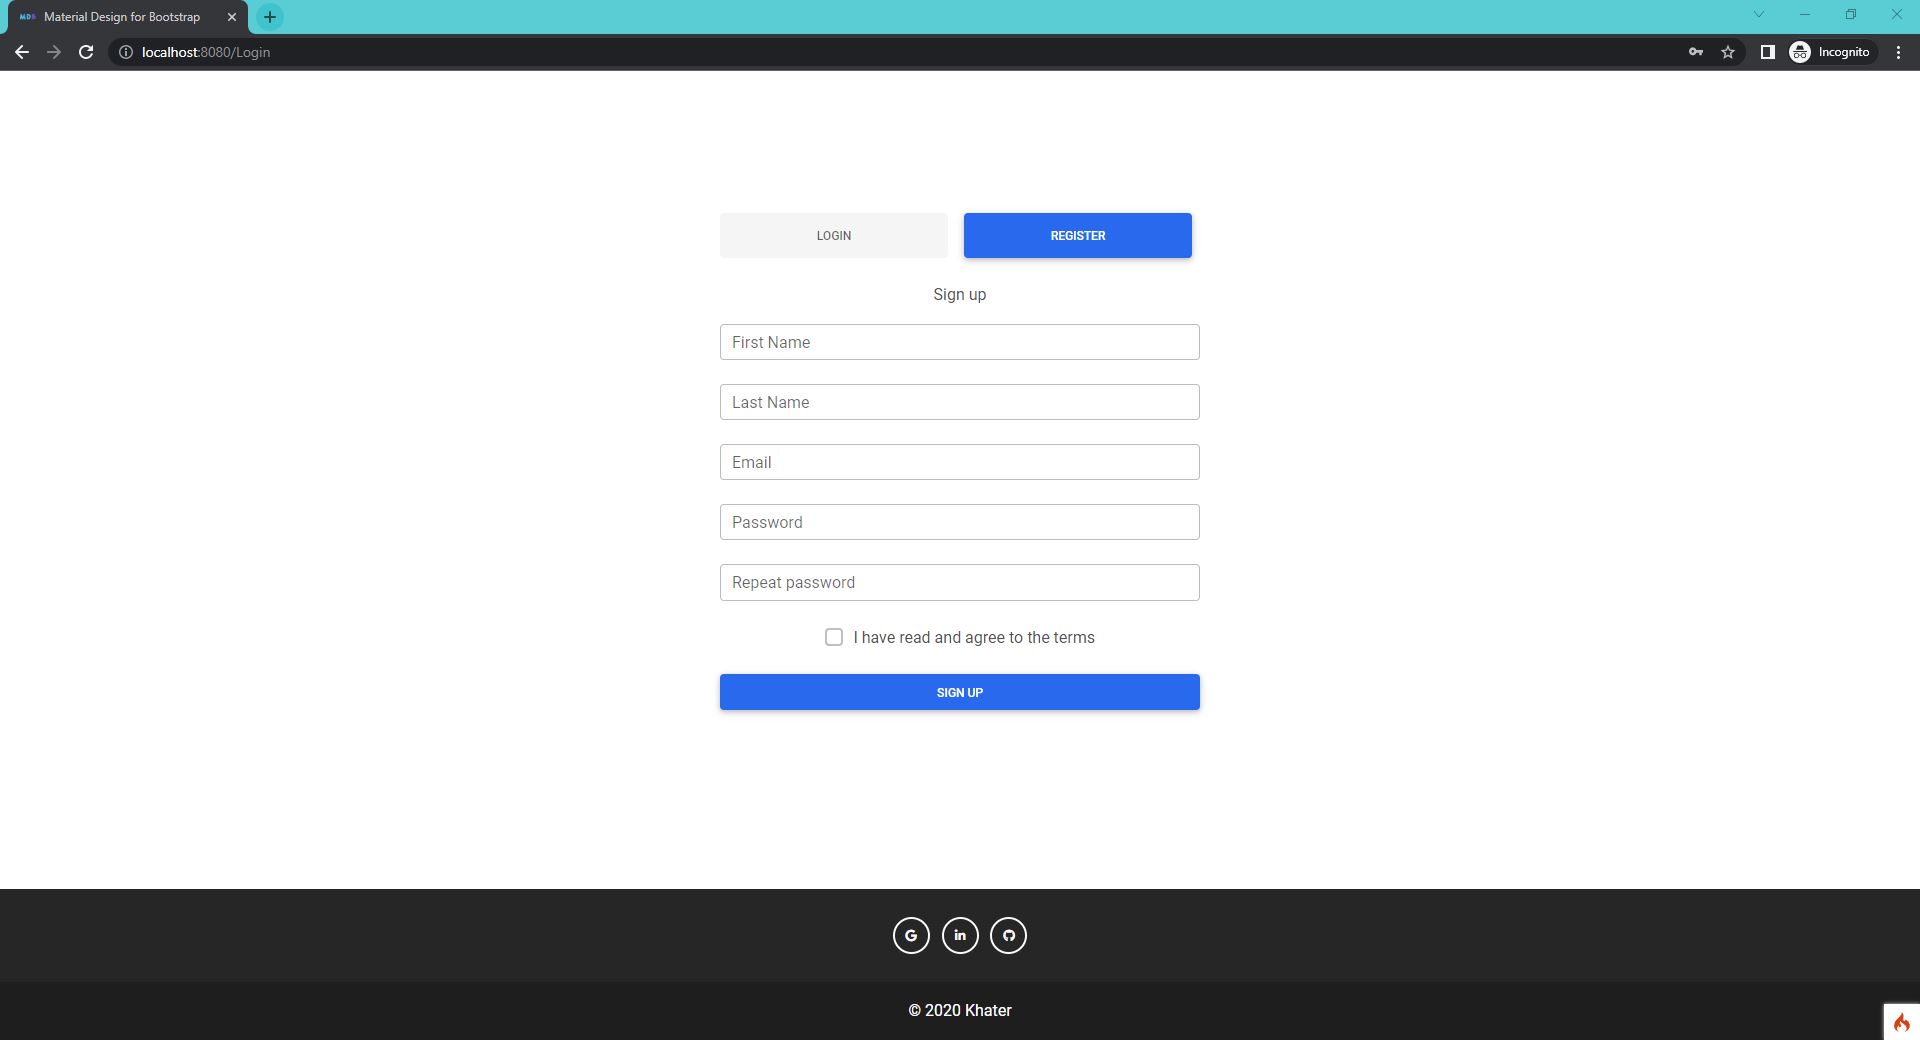 MDB Material Design for Bootstrap
localhost:8080/Login
Incognito
LOGIN
REGISTER
Sign up
First Name
Last Name
Email
Password
Repeat password
I have read and agree to the terms
SIGN UP
G
in
© 2020 Khater